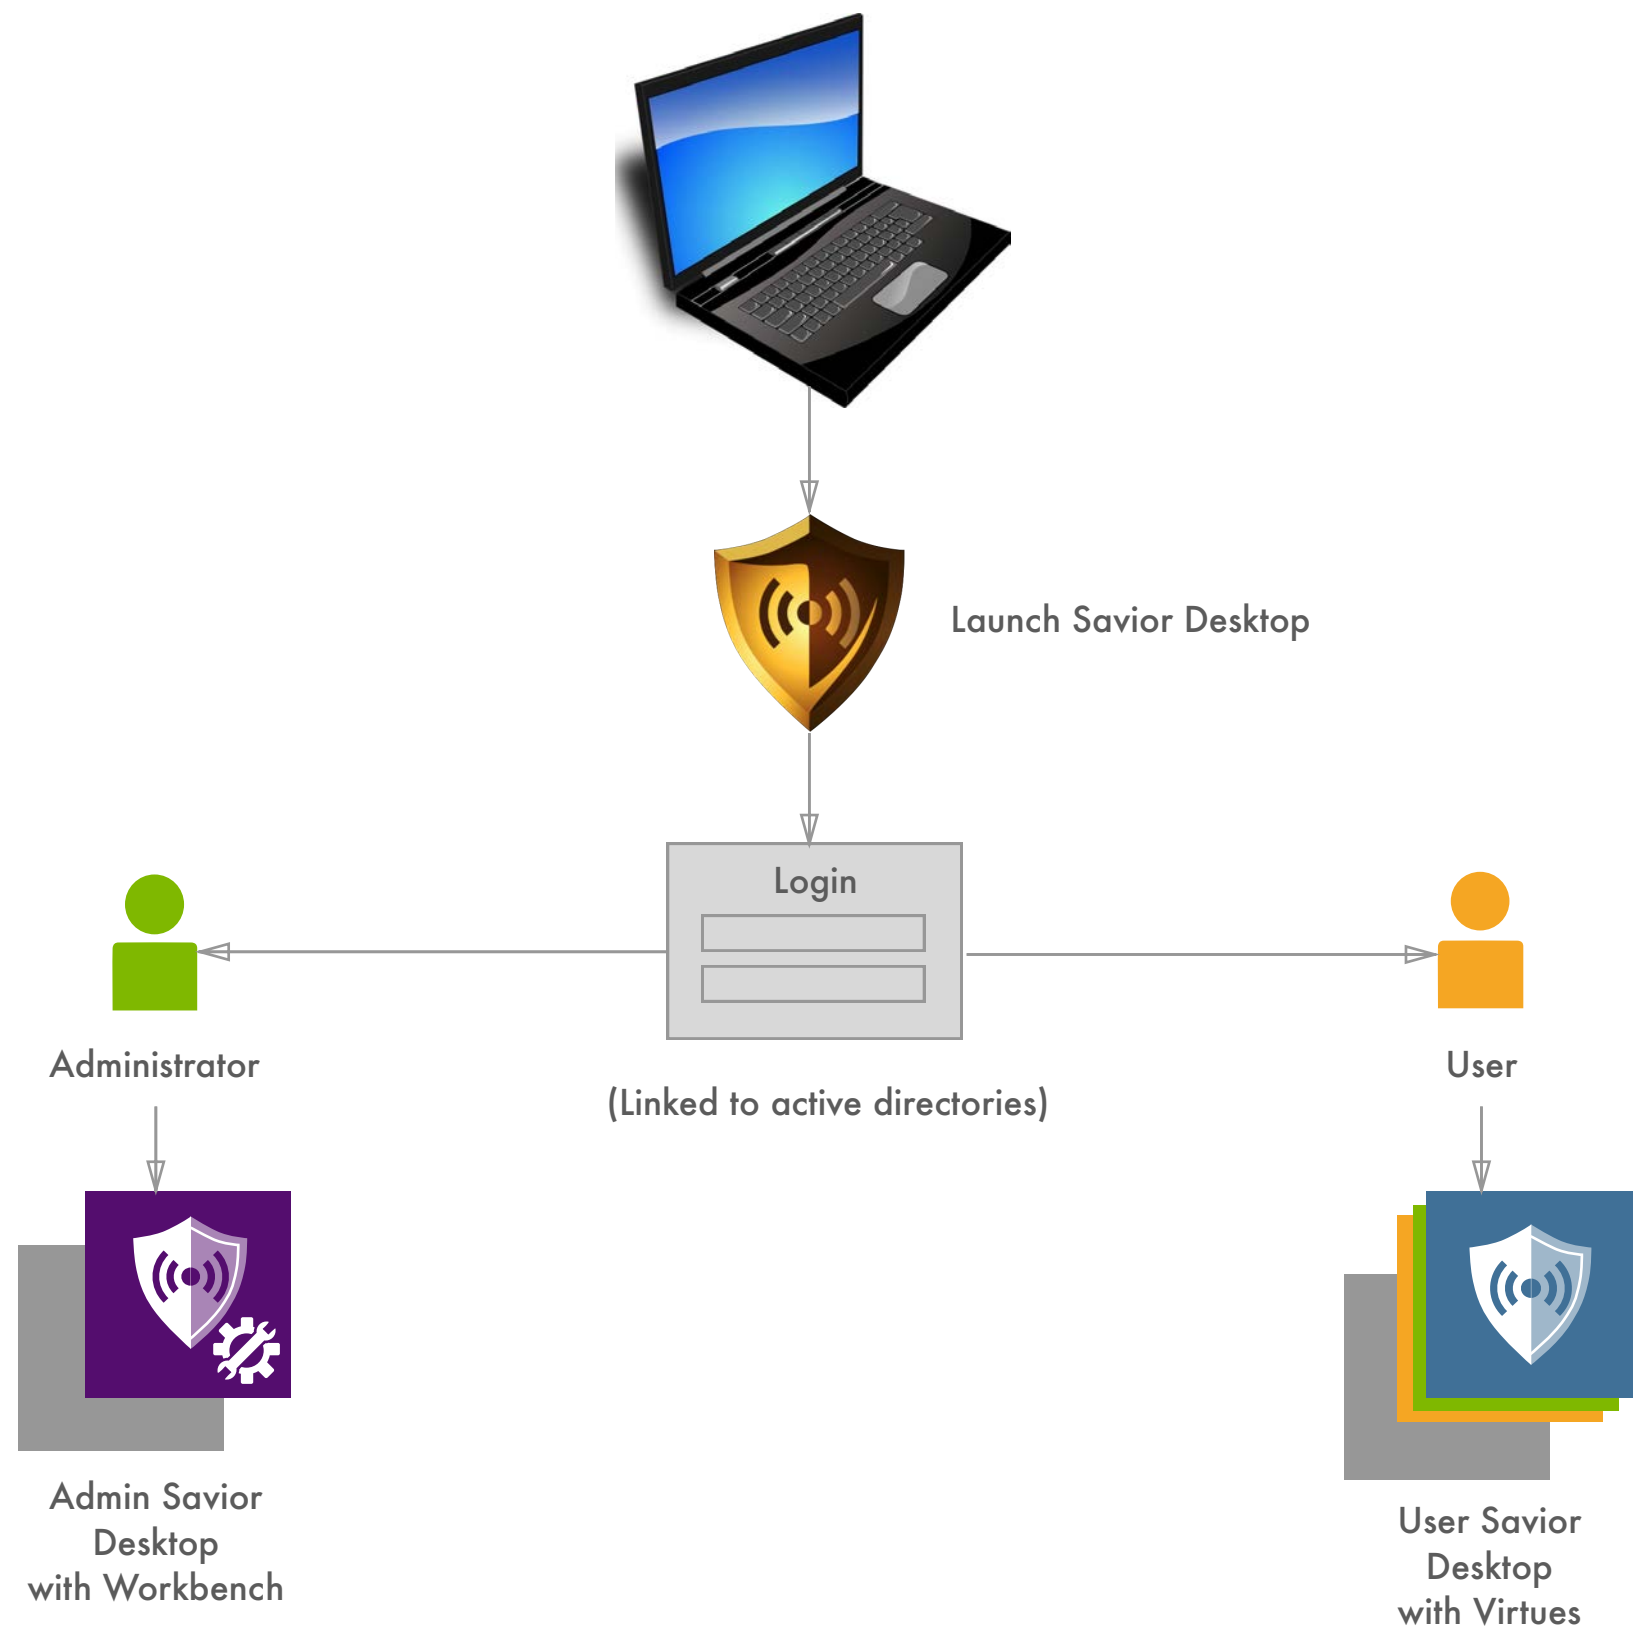 Launch Savior Desktop
Login
Administrator
User
(Linked to active directories)
Admin Savior
Desktop
with Workbench
User Savior
Desktop
with Virtues